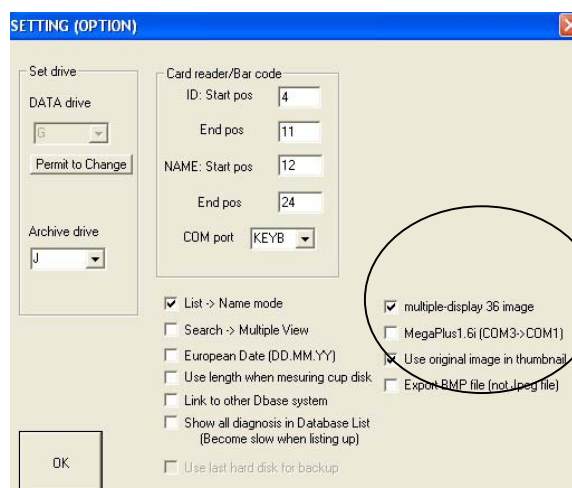 SETTING (OPTION)
Set drive
DATA drive
G
Permit to Change
Archive drive
J
Card reader/Bar code
ID: Start pos 4
End pos 11
NAME: Start pos 12
End pos 24
COM port KEYB
List -> Name mode
Search -> Multiple View
European Date (DD.MM.YY)
Use length when mesuring cup disk
Link to other Dbase system
Show all diagnosis in Database List
(Become slow when listing up)
Use last hard disk for backup
multiple-display 36 image
MegaPlus1.6i (COM3->COM1)
Use original image in thumbnail
Export BMP file (not Jpeg file)
OK